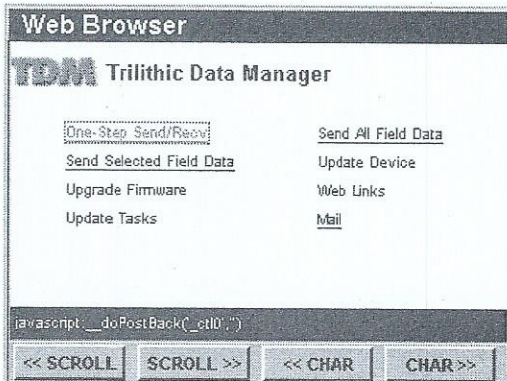 Web Browser
TDM Trilithic Data Manager
One-Step Send/Recv Send All Field Data
Send Selected Field Data Update Device
Upgrade Firmware Web Links
Update Tasks Mail
javascript:__doPostBack('_ctl0','')
<< SCROLL SCROLL >> << CHAR CHAR >>